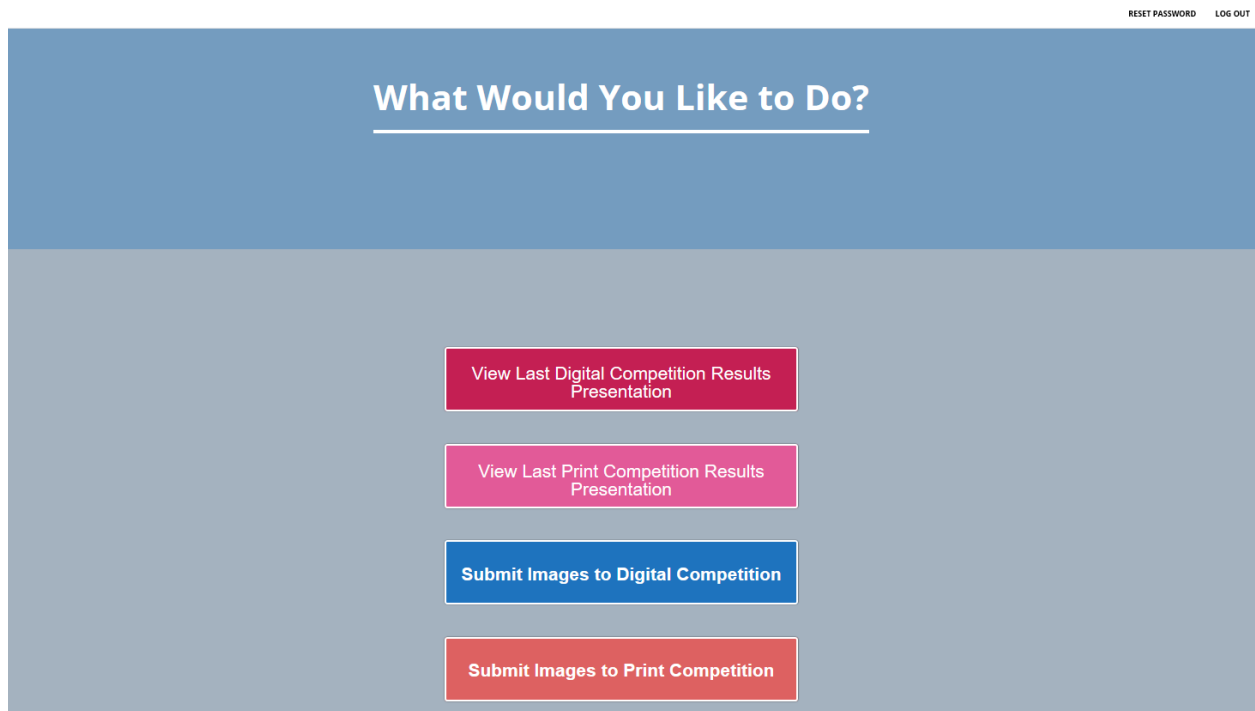 RESET PASSWORD LOG OUT
What Would You Like to Do?
View Last Digital Competition Results
Presentation
View Last Print Competition Results
Presentation
Submit Images to Digital Competition
Submit Images to Print Competition